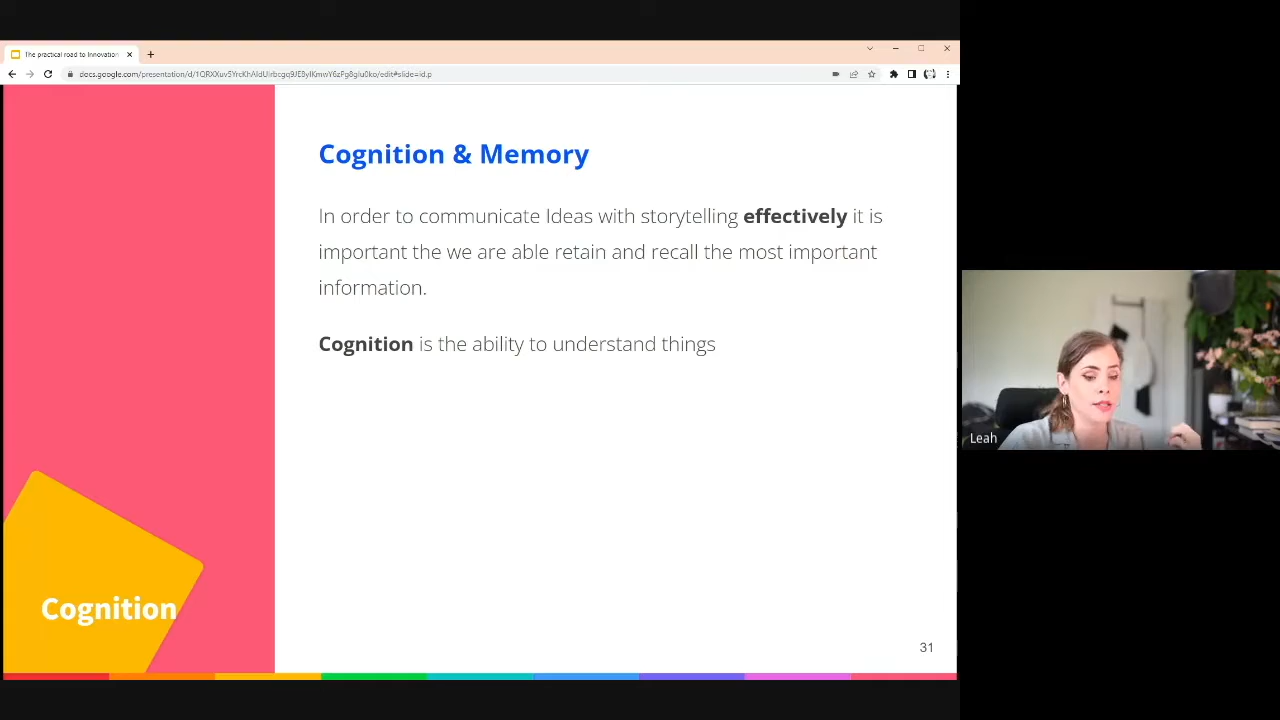 The practical road to Innovation
Cognition & Memory
In order to communicate Ideas with storytelling effectively it is
important the we are able retain and recall the most important
information.
Cognition is the ability to understand things
Leah
Cognition
31